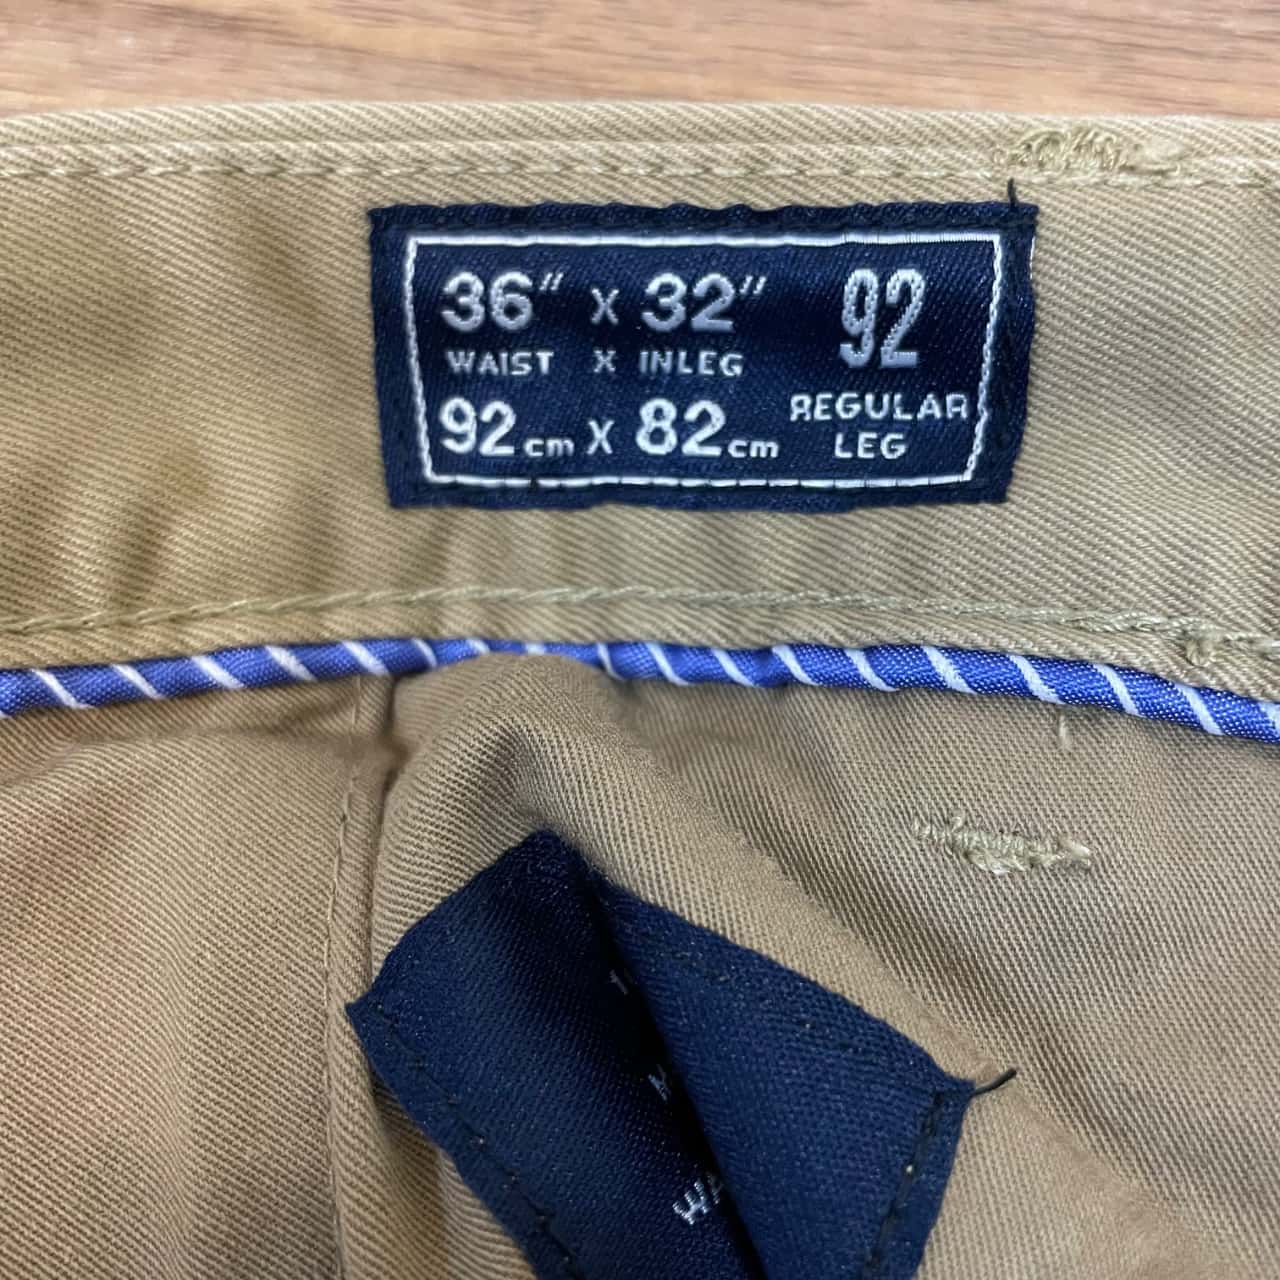 36" X 32" 92
WAIST X INLEG
92cm X 82cm REGULAR
LEG